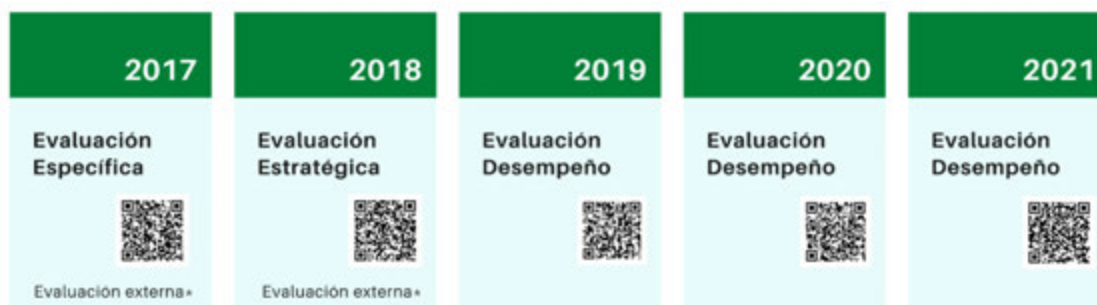 2017
Evaluación
Específica
Evaluación externa*
2018
Evaluación
Estratégica
Evaluación externa*
2019
Evaluación
Desempeño
2020
Evaluación
Desempeño
2021
Evaluación
Desempeño